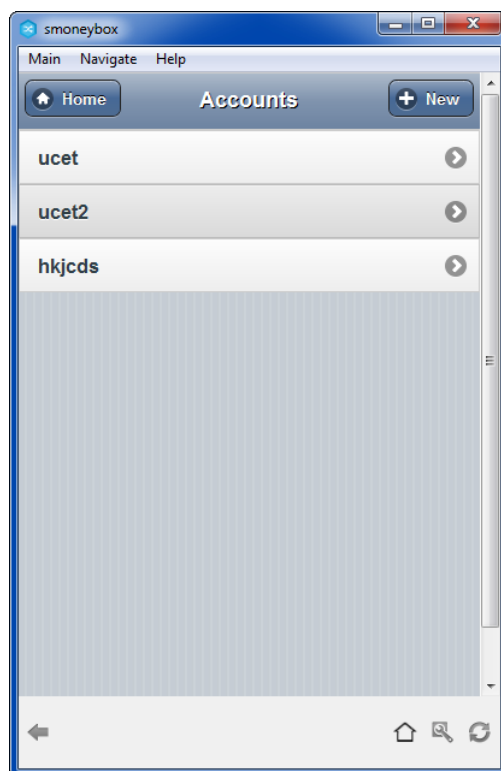 smoneybox
Main Navigate Help
Home Accounts New
ucet
ucet2
hkjcds